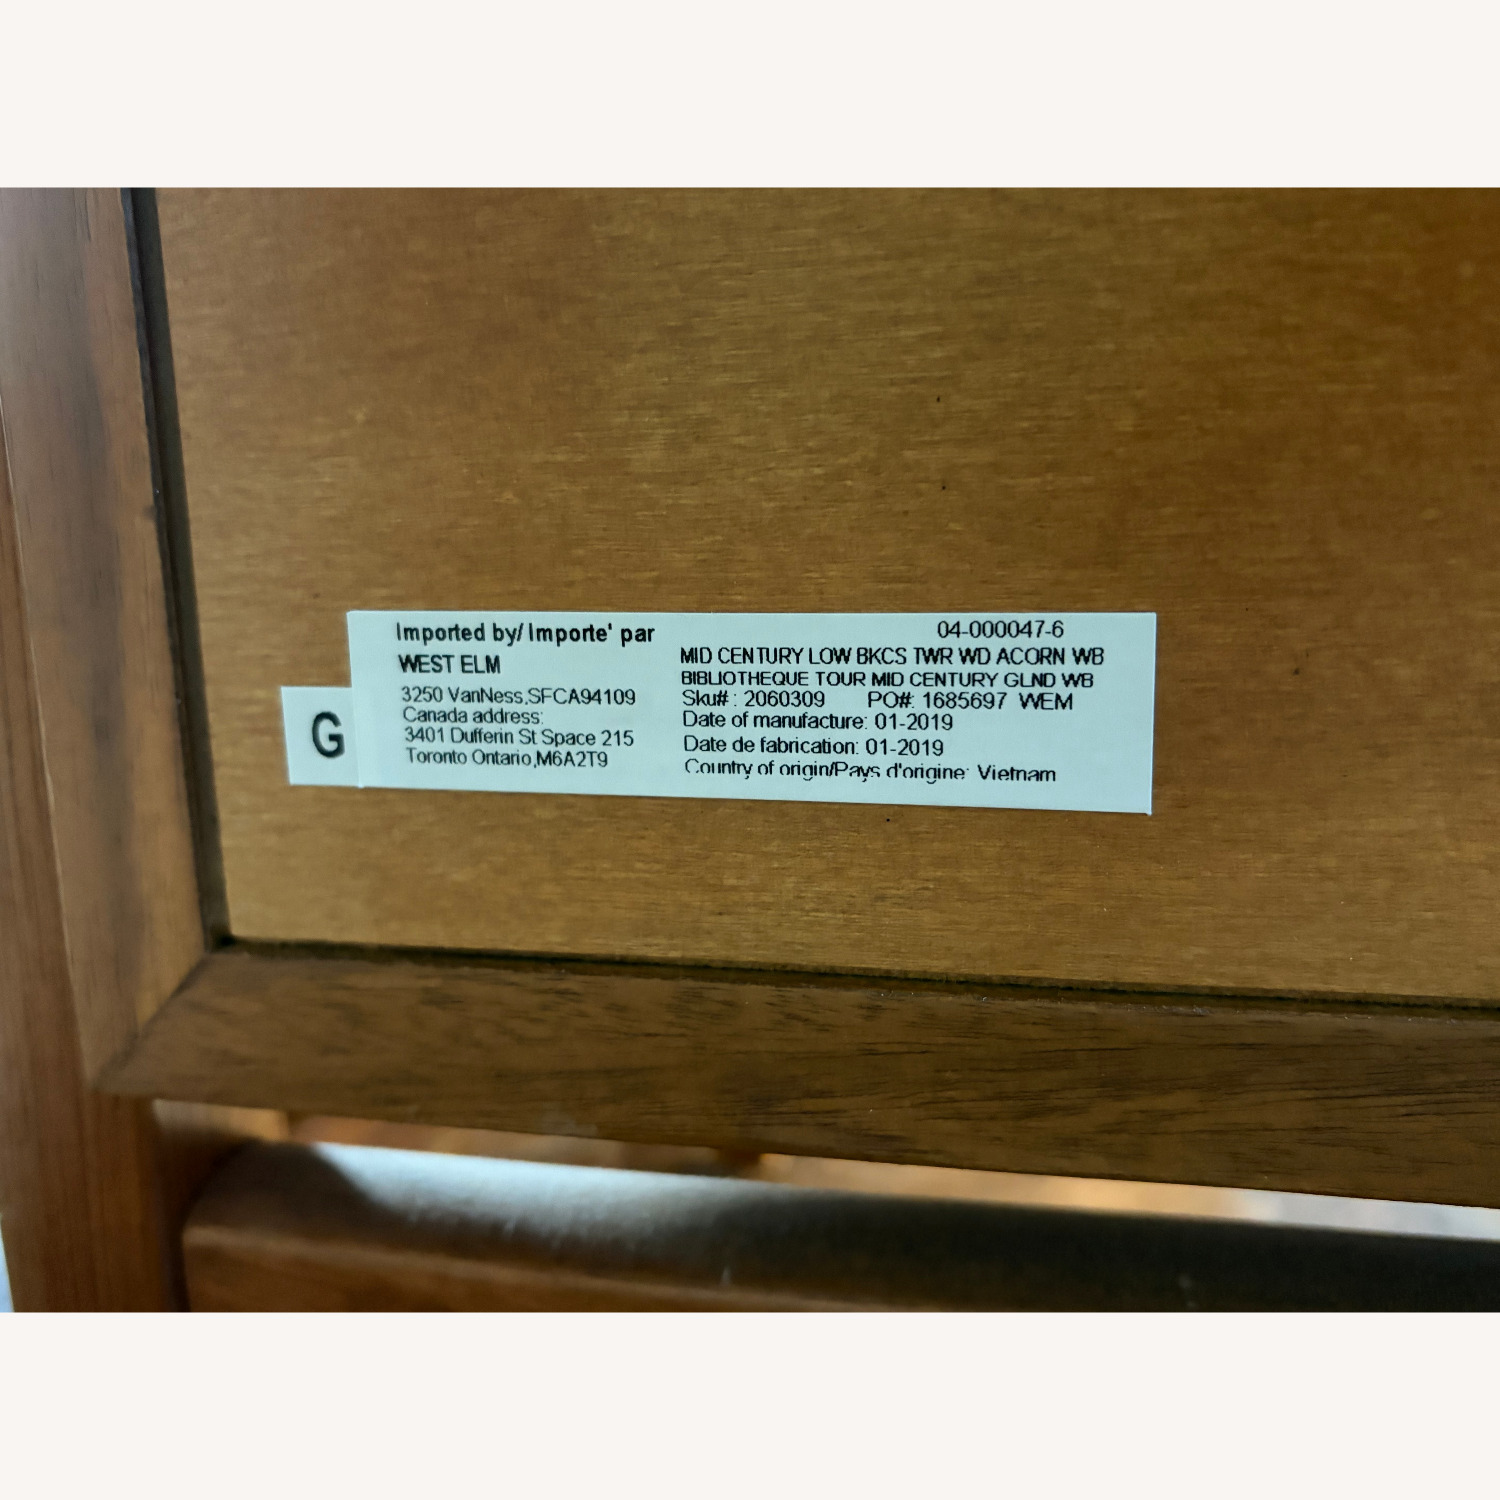 G
Imported by/ Importe' par
WEST ELM
3250 VanNess,SFCA94109
Canada address:
3401 Dufferin St Space 215
Toronto Ontario,M6A2T9
04-000047-6
MID CENTURY LOW BKCS TWR WD ACORN WB
BIBLIOTHEQUE TOUR MID CENTURY GLND WB
Sku# : 2060309 PO#: 1685697 WEM
Date of manufacture: 01-2019
Date de fabrication: 01-2019
Country of origin/Pays d'origine: Vietnam